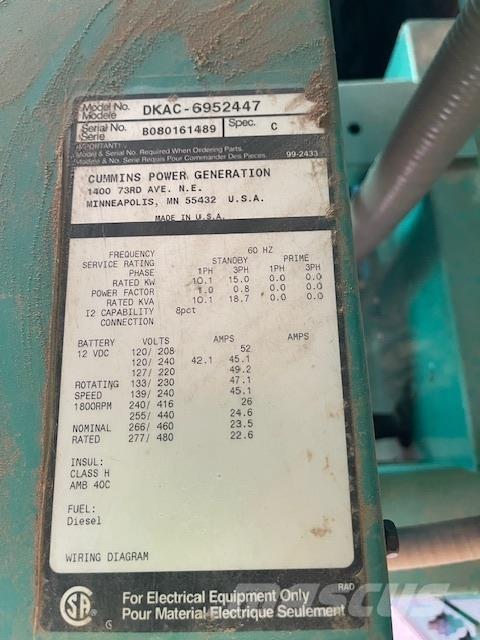 Model No. DKAC-6952447
Modèle
Serial No. B080161489 Spec. C
Serie
IMPORTANT!
Model & Serial No. Required When Ordering Parts.
Modèle & No. Serie Requis Pour Commander Des Pieces. 99-2433
CUMMINS POWER GENERATION
1400 73RD AVE. N.E.
MINNEAPOLIS, MN 55432 U.S.A.
MADE IN U.S.A.
FREQUENCY 60 HZ
SERVICE RATING STANDBY PRIME
PHASE 1PH 3PH 1PH 3PH
RATED KW 10.1 15.0 0.0 0.0
POWER FACTOR 1.0 0.8 0.0 0.0
RATED KVA 10.1 18.7 0.0 0.0
I2 CAPABILITY 8pct
CONNECTION
BATTERY VOLTS AMPS AMPS
12 VDC 120/ 208 52
120/ 240 42.1 45.1
127/ 220 49.2
ROTATING 133/ 230 47.1
SPEED 139/ 240 45.1
1800RPM 240/ 416 26
255/ 440 24.6
NOMINAL 266/ 460 23.5
RATED 277/ 480 22.6
INSUL:
CLASS H
AMB 40C
FUEL:
Diesel
WIRING DIAGRAM
RAD
SA For Electrical Equipment Only
G Pour Material Electrique Seulement
PASCUS